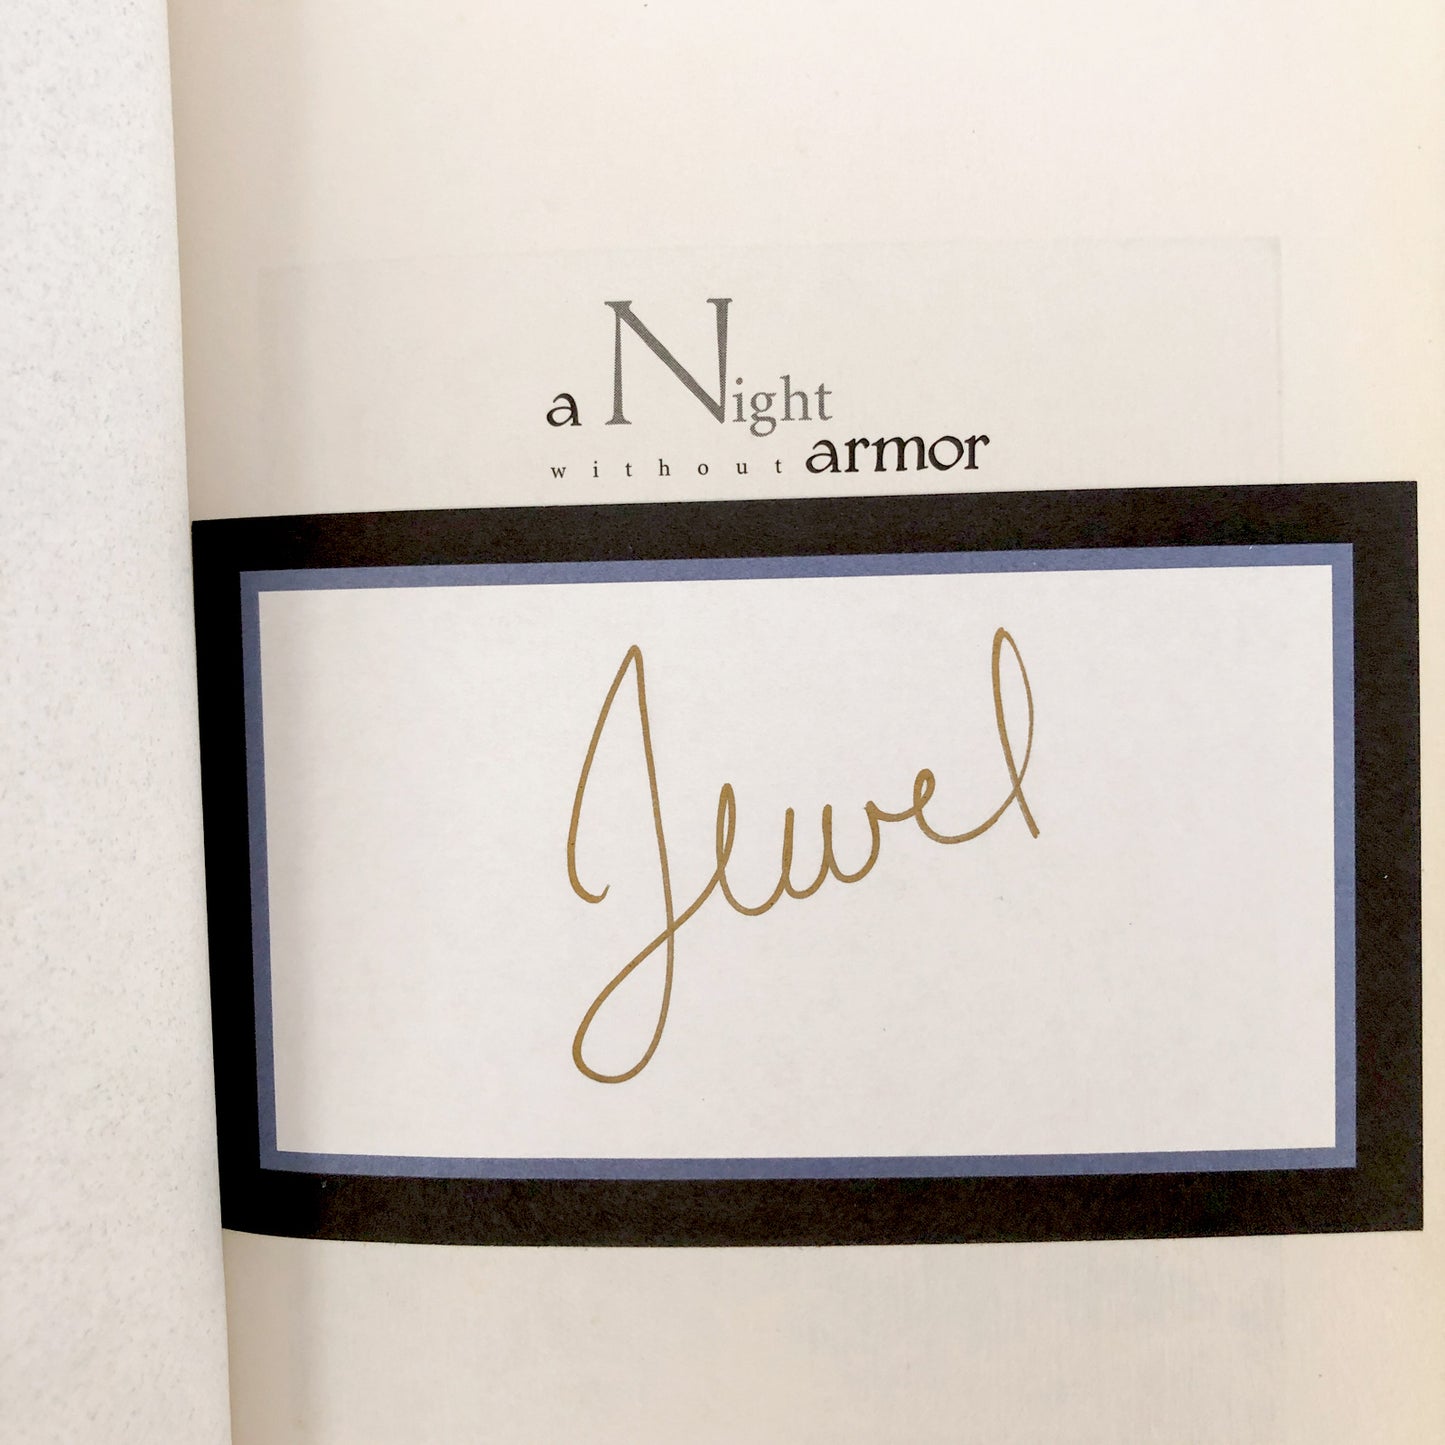 a Night
without armor
Jewel